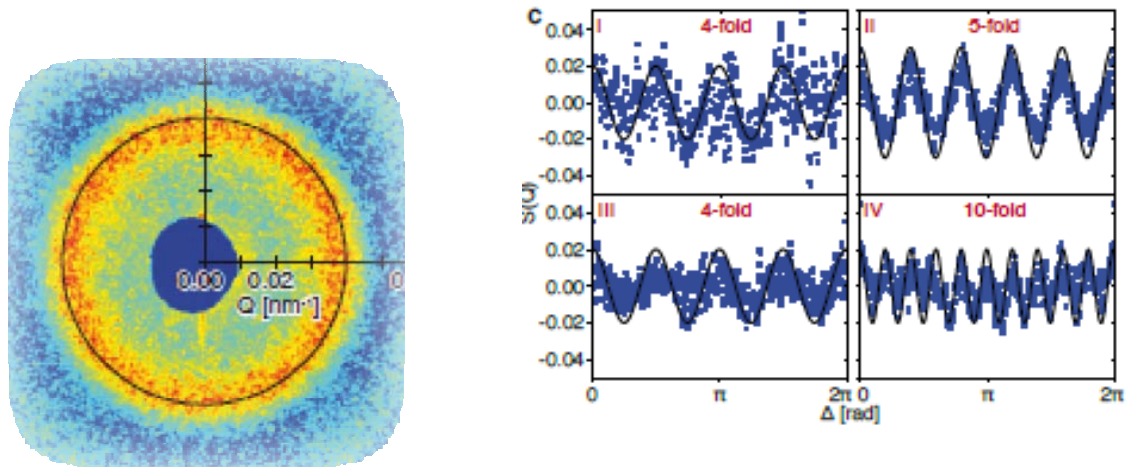 0.00 0.02 0
Q [nm⁻¹]
c
I 4-fold
II 5-fold
III 4-fold
IV 10-fold
S(Q)
0.04
0.02
0.00
-0.02
-0.04
0.04
0.02
0.00
-0.02
-0.04
0 π 2π 0 π 2π
Δ [rad]